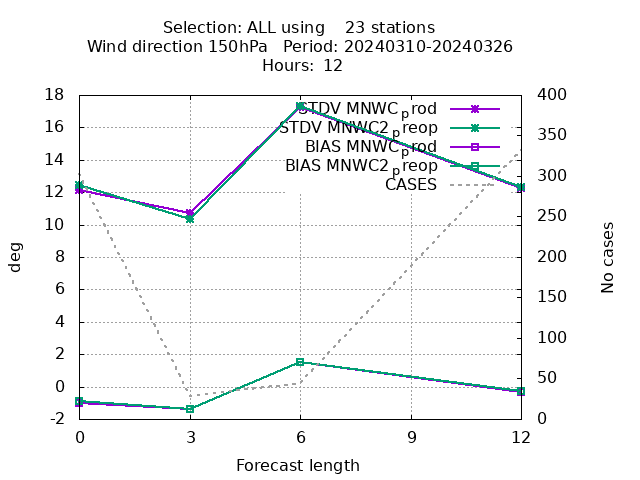 Selection: ALL using 23 stations
Wind direction 150hPa Period: 20240310-20240326
Hours: 12
18
16
14
12
10
8
6
4
2
0
-2
deg
STDV MNWC_prod
STDV MNWC2_preop
BIAS MNWC_prod
BIAS MNWC2_preop
CASES
400
350
300
250
200
150
100
50
0
No cases
0 3 6 9 12
Forecast length